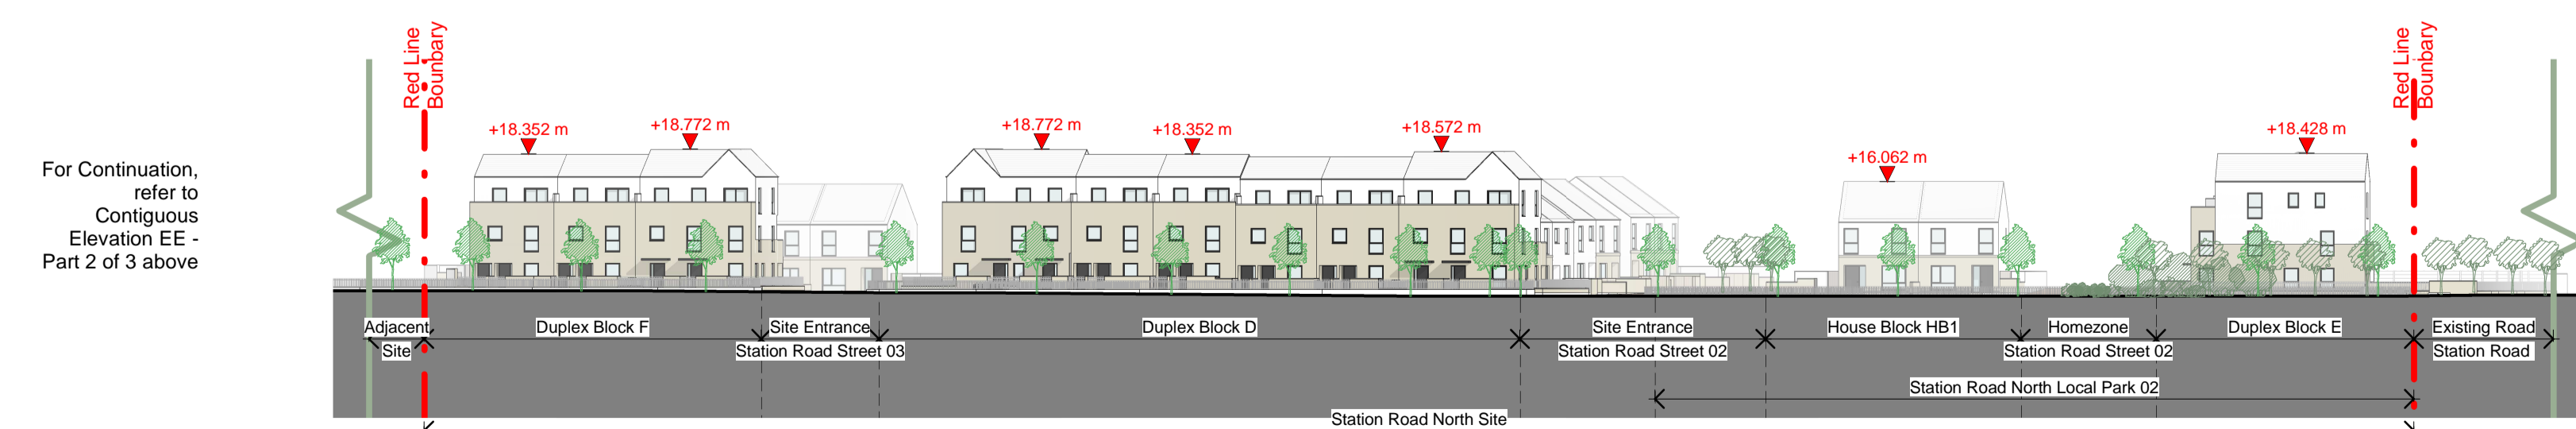 Red Line
Bounbary
Red Line
Bounbary
+18.352 m
+18.772 m
+18.772 m
+18.352 m
+18.572 m
+16.062 m
+18.428 m
For Continuation,
refer to
Contiguous
Elevation EE -
Part 2 of 3 above
Adjacent
Site
Duplex Block F
Site Entrance
Station Road Street 03
Duplex Block D
Site Entrance
Station Road Street 02
House Block HB1
Homezone
Station Road Street 02
Duplex Block E
Existing Road
Station Road
Station Road North Local Park 02
Station Road North Site